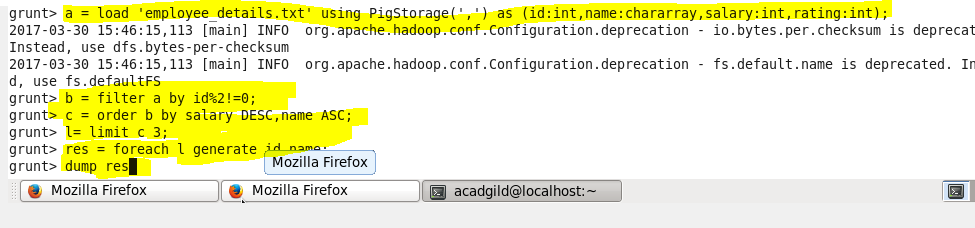 grunt> a = load 'employee_details.txt' using PigStorage(',') as (id:int,name:chararray,salary:int,rating:int);
2017-03-30 15:46:15,113 [main] INFO  org.apache.hadoop.conf.Configuration.deprecation - io.bytes.per.checksum is deprecat
Instead, use dfs.bytes-per-checksum
2017-03-30 15:46:15,113 [main] INFO  org.apache.hadoop.conf.Configuration.deprecation - fs.default.name is deprecated. In
d, use fs.defaultFS
grunt> b = filter a by id%2!=0;
grunt> c = order b by salary DESC,name ASC;
grunt> l= limit c 3;
grunt> res = foreach l generate id,name;
grunt> dump res
Mozilla Firefox
Mozilla Firefox
Mozilla Firefox
acadgild@localhost:~